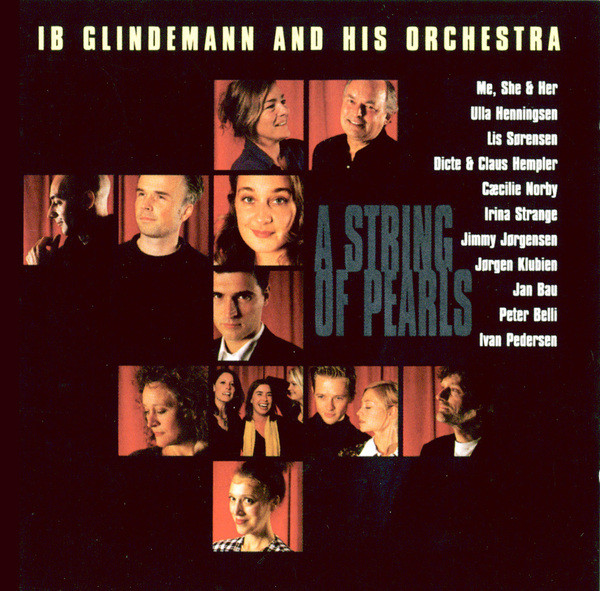 IB GLINDEMANN AND HIS ORCHESTRA
Me, She & Her
Ulla Henningsen
Lis Sørensen
Dicte & Claus Hempler
Cæcilie Norby
Irina Strange
Jimmy Jørgensen
Jørgen Klubien
Jan Bau
Peter Belli
Ivan Pedersen
A STRING
OF PEARLS